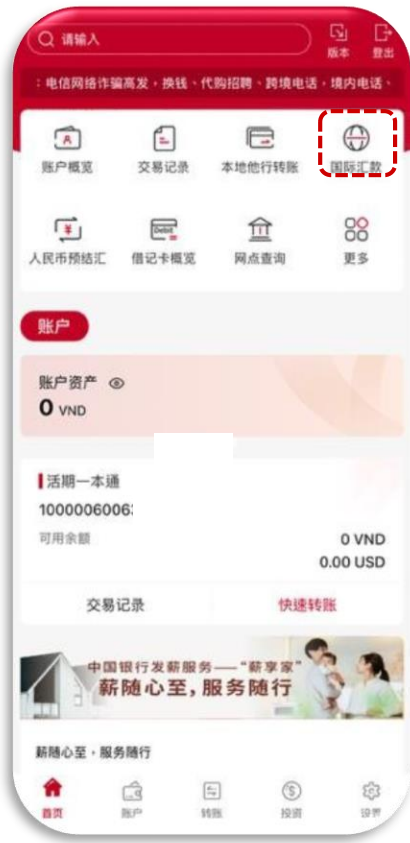 请输入
版本 登出
：电信网络诈骗高发，换钱、代购招聘、跨境电话，境内电话、
账户概览 交易记录 本地他行转账 国际汇款
人民币预结汇 借记卡概览 网点查询 更多
Debit
账户
账户资产
0 VND
活期一本通
10000006006
可用余额 0 VND
0.00 USD
交易记录 快速转账
中国银行发薪服务——“薪享家”
薪随心至，服务随行
薪随心至，服务随行
首页 账户 转账 投资